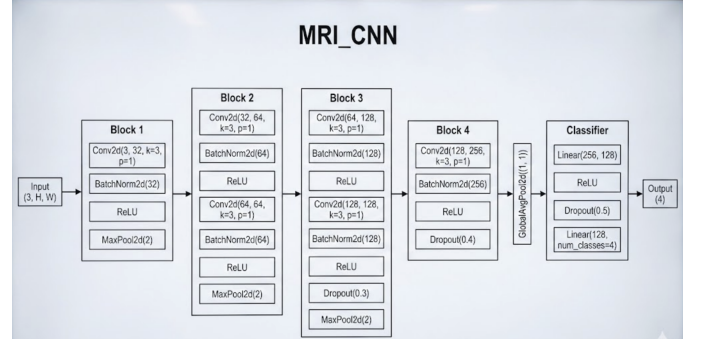 MRI_CNN
Input
(3, H, W)
Block 1
Conv2d(3, 32, k=3,
p=1)
BatchNorm2d(32)
ReLU
MaxPool2d(2)
Block 2
Conv2d(32, 64,
k=3, p=1)
BatchNorm2d(64)
ReLU
Conv2d(64, 64,
k=3, p=1)
BatchNorm2d(64)
ReLU
MaxPool2d(2)
Block 3
Conv2d(64, 128,
k=3, p=1)
BatchNorm2d(128)
ReLU
Conv2d(128, 128,
k=3, p=1)
BatchNorm2d(128)
ReLU
Dropout(0.3)
MaxPool2d(2)
Block 4
Conv2d(128, 256,
k=3, p=1)
BatchNorm2d(256)
ReLU
Dropout(0.4)
GlobalAvgPool2d((1, 1))
Classifier
Linear(256, 128)
ReLU
Dropout(0.5)
Linear(128,
num_classes=4)
Output
(4)